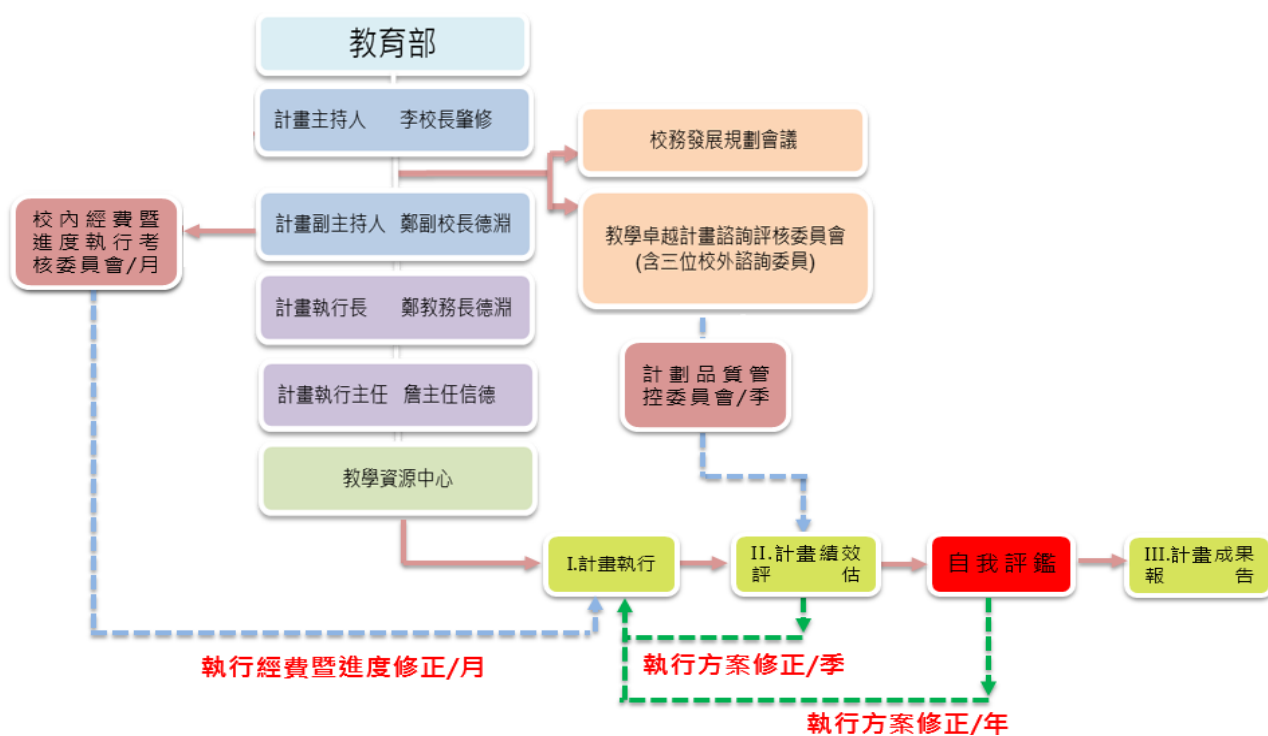 教育部
計畫主持人 李校長肇修
校務發展規劃會議
校內經費暨
進度執行考
核委員會/月
計畫副主持人 鄭副校長德淵
教學卓越計畫諮詢評核委員會
(含三位校外諮詢委員)
計畫執行長 鄭教務長德淵
計劃品質管
控委員會/季
計畫執行主任 詹主任信德
教學資源中心
I.計畫執行
II.計畫績效
評估
自我評鑑
III.計畫成果
報告
執行經費暨進度修正/月
執行方案修正/季
執行方案修正/年